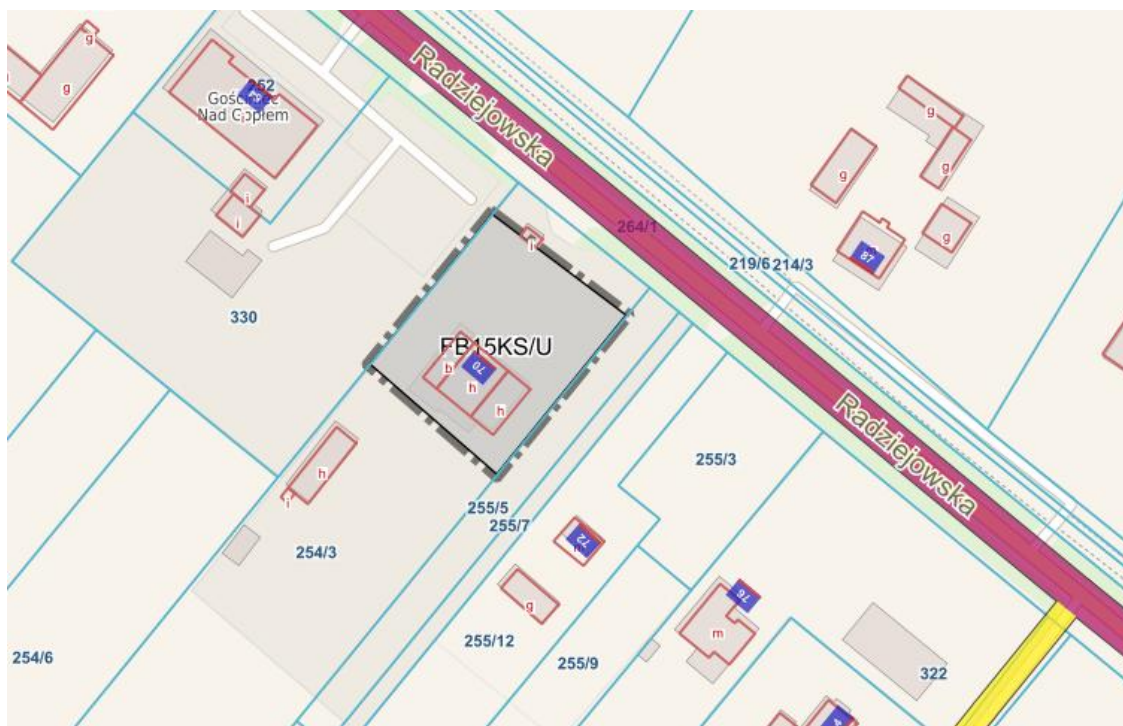 g
g
252
Gościniec
Nad Gopłem
i
i
Radziejowska
g
g
g
g
87
264/1
219/6
214/3
i
330
FB15KS/U
70
b
h
h
Radziejowska
h
i
255/3
255/5
255/7
254/3
72
g
76
m
255/12
255/9
254/6
322